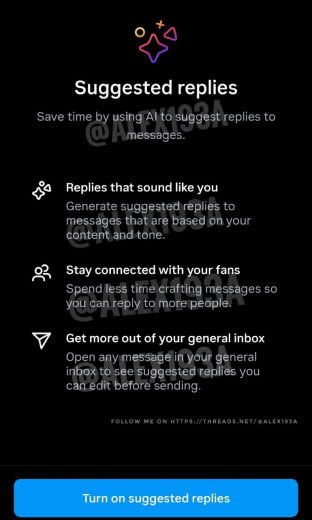 Suggested replies
Save time by using AI to suggest replies to
messages.
@ALEX193A
Replies that sound like you
Generate suggested replies to
messages that are based on your
content and tone.
@ALEX193A
Stay connected with your fans
Spend less time crafting messages so
you can reply to more people.
@ALEX193A
Get more out of your general inbox
Open any message in your general
inbox to see suggested replies you
can edit before sending.
@ALEX193A
FOLLOW ME ON HTTPS://THREADS.NET/@ALEX193A
Turn on suggested replies